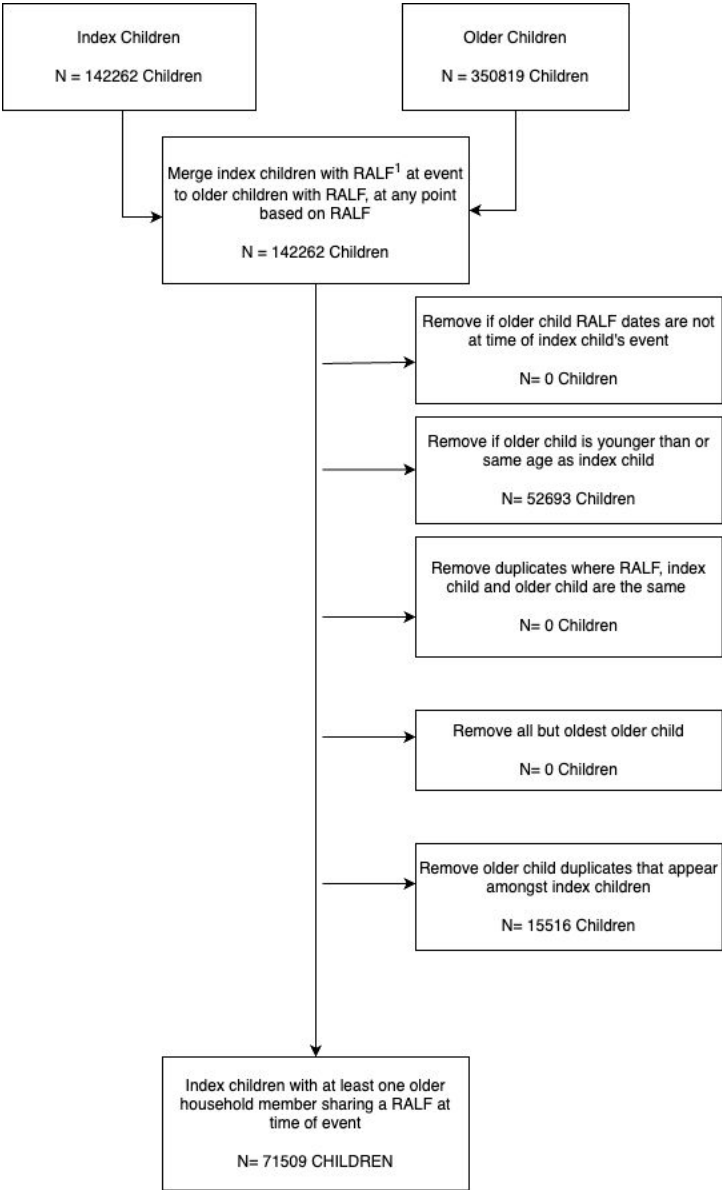 Index Children
N = 142262 Children
Older Children
N = 350819 Children
Merge index children with RALF¹ at event
to older children with RALF, at any point
based on RALF
N = 142262 Children
Remove if older child RALF dates are not
at time of index child's event
N= 0 Children
Remove if older child is younger than or
same age as index child
N= 52693 Children
Remove duplicates where RALF, index
child and older child are the same
N= 0 Children
Remove all but oldest older child
N= 0 Children
Remove older child duplicates that appear
amongst index children
N= 15516 Children
Index children with at least one older
household member sharing a RALF at
time of event
N= 71509 CHILDREN